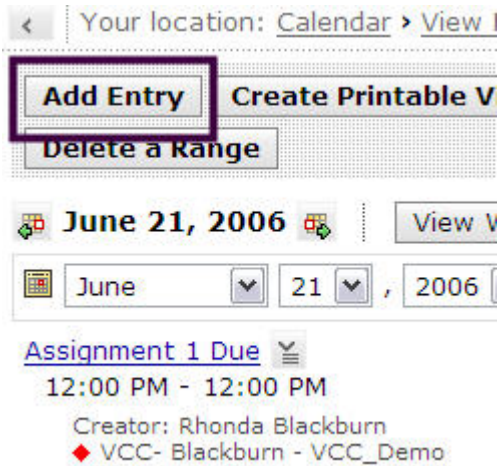 Your location: Calendar › View
Add Entry Create Printable
Delete a Range
June 21, 2006 View
June 21 , 2006
Assignment 1 Due
12:00 PM - 12:00 PM
Creator: Rhonda Blackburn
VCC- Blackburn - VCC_Demo